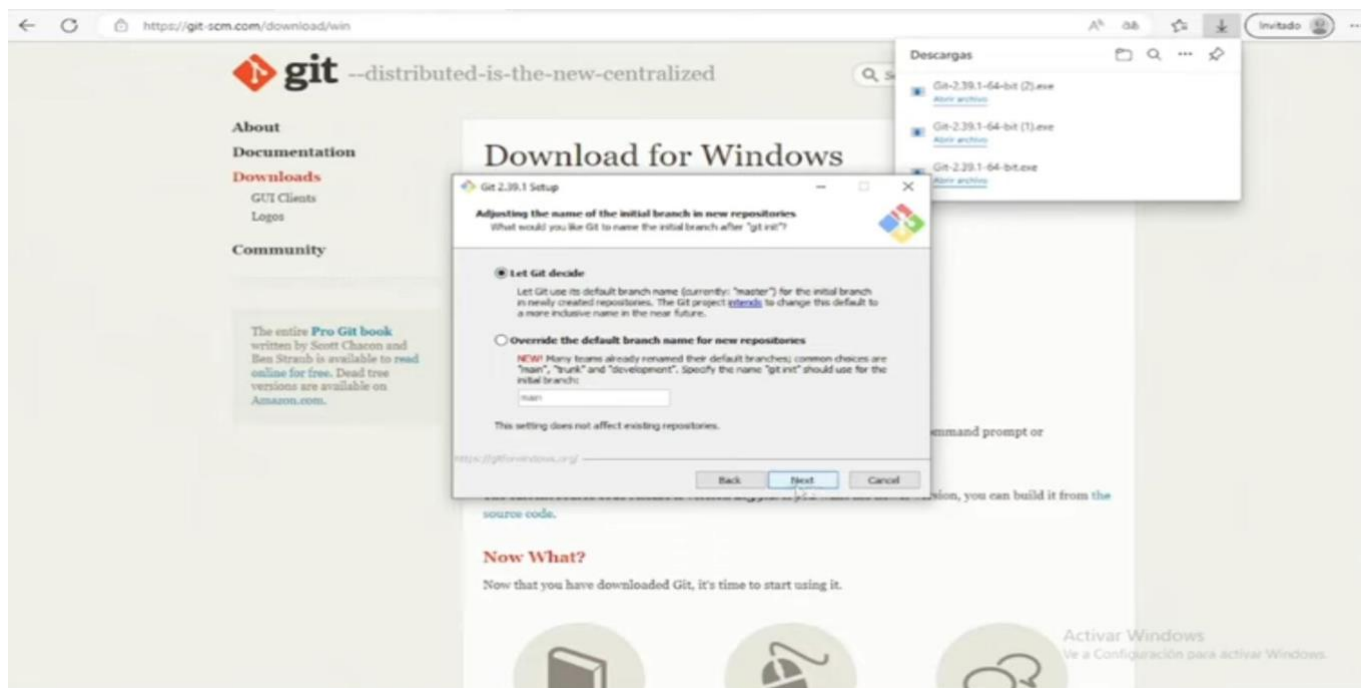 https://git-scm.com/download/win
Invitado
git --distributed-is-the-new-centralized
Descargas
Git-2.39.1-64-bit (2).exe
Abrir archivo
Git-2.39.1-64-bit (1).exe
Abrir archivo
Git-2.39.1-64-bit.exe
Abrir archivo
About
Documentation
Downloads
GUI Clients
Logos
Community
The entire Pro Git book
written by Scott Chacon and
Ben Straub is available to read
online for free. Dead tree
versions are available on
Amazon.com.
Download for Windows
Git 2.39.1 Setup
Adjusting the name of the initial branch in new repositories
What would you like Git to name the initial branch after "git init"?
Let Git decide
Let Git use its default branch name (currently: "master") for the initial branch
in newly created repositories. The Git project intends to change this default to
a more inclusive name in the near future.
Override the default branch name for new repositories
NEW! Many teams already renamed their default branches; common choices are
"main", "trunk" and "development". Specify the name "git init" should use for the
initial branch:
main
This setting does not affect existing repositories.
https://gitforwindows.org/
Back
Next
Cancel
command prompt or
version, you can build it from the
source code.
Now What?
Now that you have downloaded Git, it's time to start using it.
Activar Windows
Ve a Configuración para activar Windows.